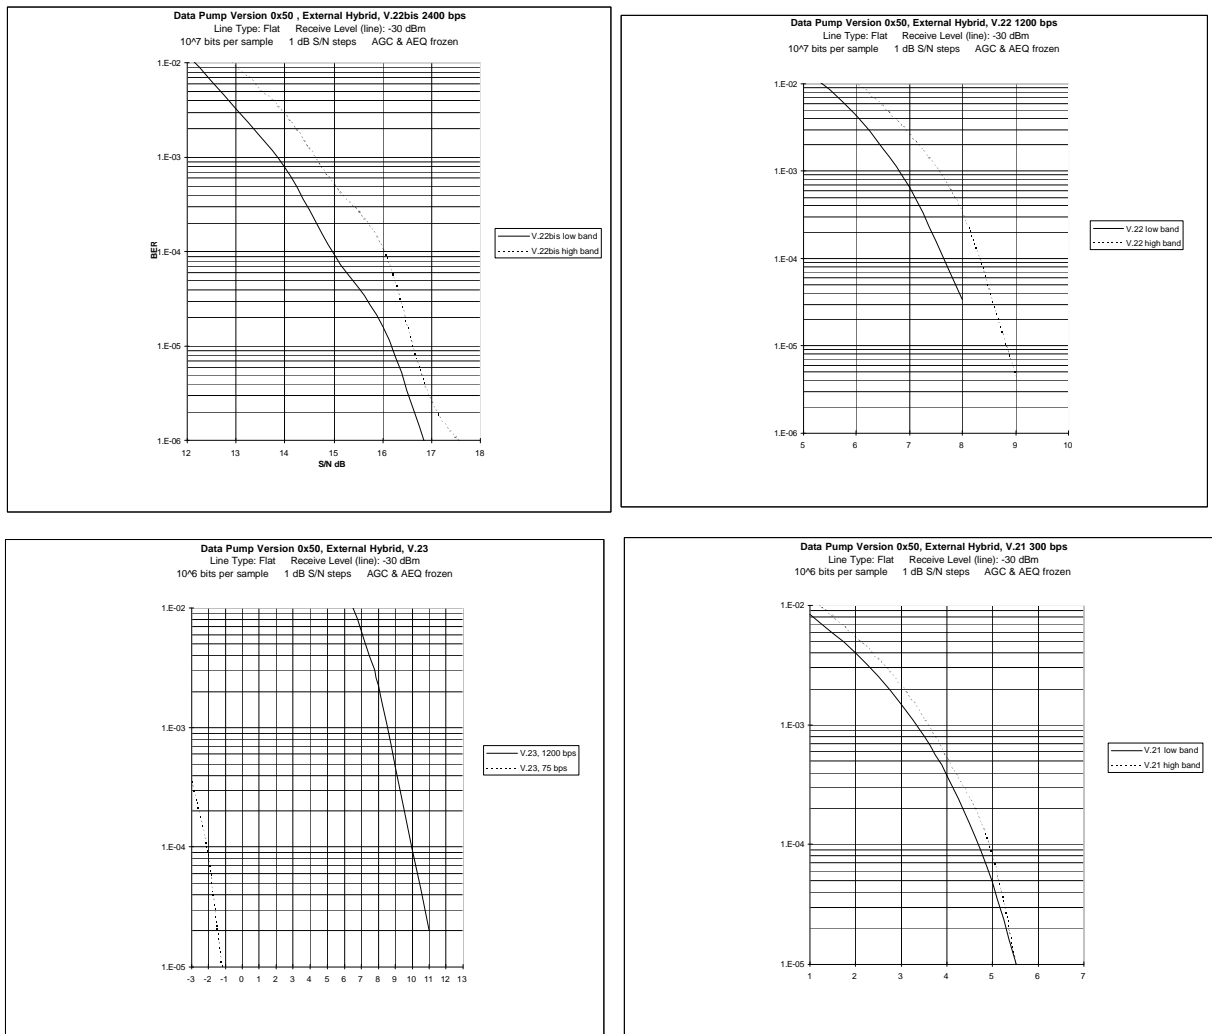 Data Pump Version 0x50 , External Hybrid, V.22bis 2400 bps
Line Type: Flat Receive Level (line): -30 dBm
10^7 bits per sample 1 dB S/N steps AGC & AEQ frozen
1.E-02
1.E-03
1.E-04
1.E-05
1.E-06
BER
12 13 14 15 16 17 18
S/N dB
V.22bis low band
V.22bis high band
Data Pump Version 0x50, External Hybrid, V.22 1200 bps
Line Type: Flat Receive Level (line): -30 dBm
10^7 bits per sample 1 dB S/N steps AGC & AEQ frozen
1.E-02
1.E-03
1.E-04
1.E-05
1.E-06
5 6 7 8 9 10
V.22 low band
V.22 high band
Data Pump Version 0x50, External Hybrid, V.23
Line Type: Flat Receive Level (line): -30 dBm
10^6 bits per sample 1 dB S/N steps AGC & AEQ frozen
1.E-02
1.E-03
1.E-04
1.E-05
-3 -2 -1 0 1 2 3 4 5 6 7 8 9 10 11 12 13
V.23, 1200 bps
V.23, 75 bps
Data Pump Version 0x50, External Hybrid, V.21 300 bps
Line Type: Flat Receive Level (line): -30 dBm
10^6 bits per sample 1 dB S/N steps AGC & AEQ frozen
1.E-02
1.E-03
1.E-04
1.E-05
1 2 3 4 5 6 7
V.21 low band
V.21 high band